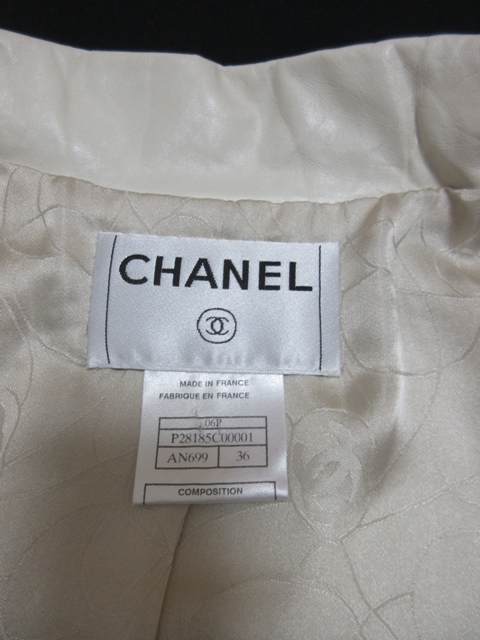 CHANEL
MADE IN FRANCE
FABRIQUE EN FRANCE
06P
P28185C00001
AN699 36
COMPOSITION